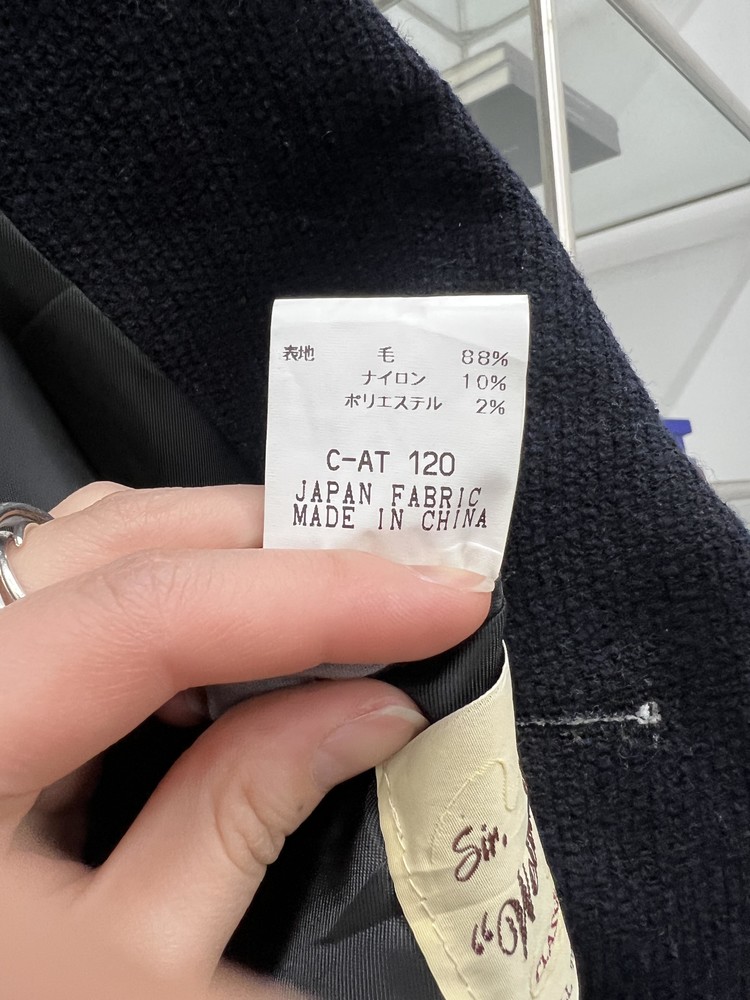 表地 毛 88%
ナイロン 10%
ポリエステル 2%
C-AT 120
JAPAN FABRIC
MADE IN CHINA
Sir.